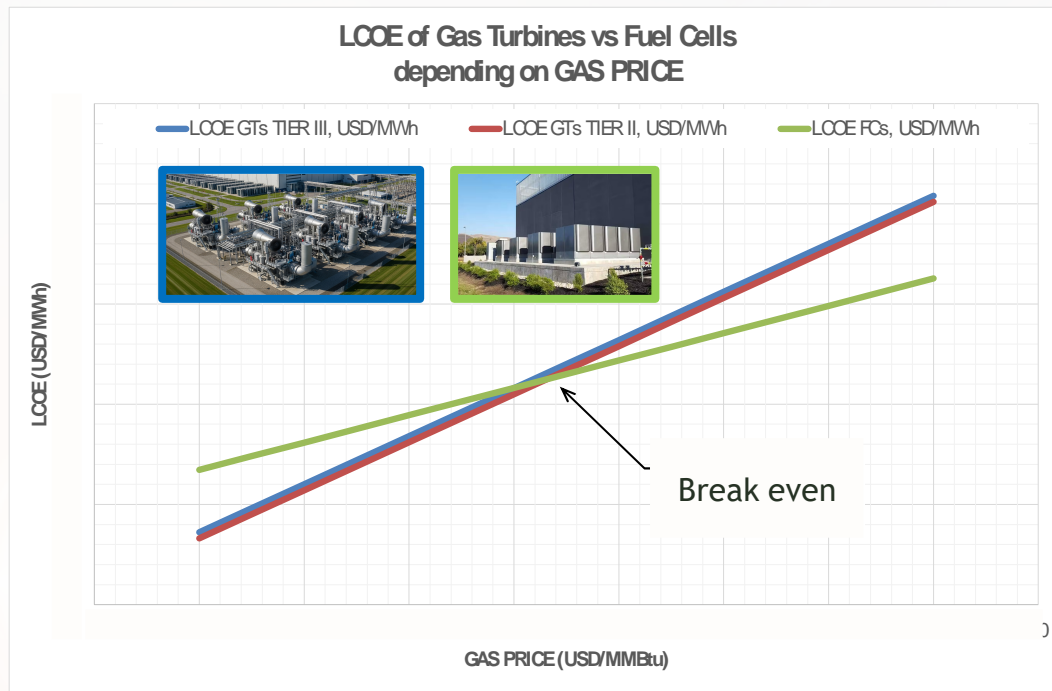 LCOE of Gas Turbines vs Fuel Cells
depending on GAS PRICE
LCOE GTs TIER III, USD/MWh
LCOE GTs TIER II, USD/MWh
LCOE FCs, USD/MWh
LCOE (USD/MWh)
Break even
0
GAS PRICE (USD/MMBtu)